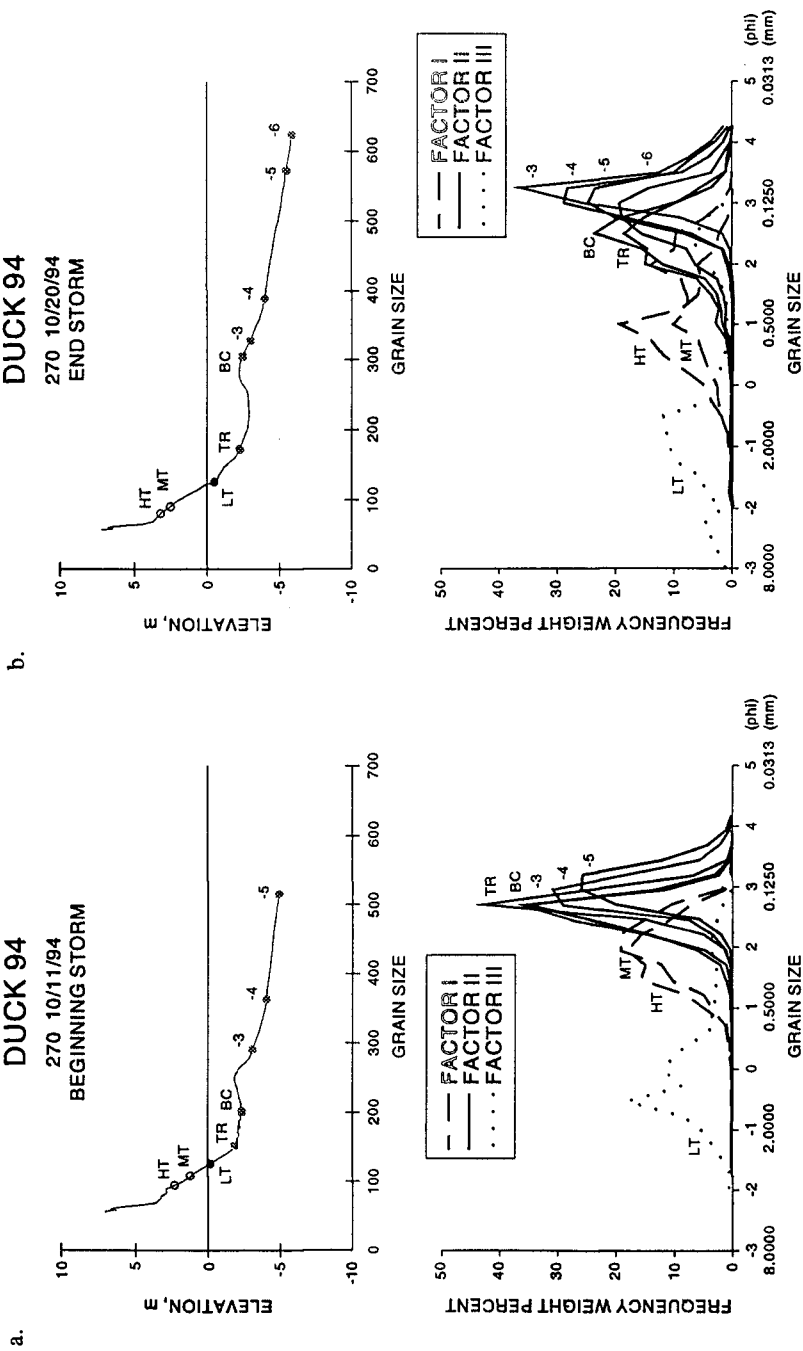 a.
DUCK 94
270 10/11/94
BEGINNING STORM
ELEVATION, m
10
5
0
-5
-10
HT
MT
LT
TR
BC
-3
-4
-5
0
100
200
300
400
500
600
700
GRAIN SIZE
FREQUENCY WEIGHT PERCENT
50
40
30
20
10
0
FACTOR I
FACTOR II
FACTOR III
TR
BC
-3
-4
-5
MT
HT
LT
-3
-2
-1
0
1
2
3
4
5
(phi)
8.0000
2.0000
0.5000
0.1250
0.0313
(mm)
GRAIN SIZE
b.
DUCK 94
270 10/20/94
END STORM
ELEVATION, m
10
5
0
-5
-10
HT
MT
LT
TR
BC
-3
-4
-5
-6
0
100
200
300
400
500
600
700
GRAIN SIZE
FREQUENCY WEIGHT PERCENT
50
40
30
20
10
0
FACTOR I
FACTOR II
FACTOR III
-3
-4
-5
-6
BC
TR
HT
MT
LT
-3
-2
-1
0
1
2
3
4
5
(phi)
8.0000
2.0000
0.5000
0.1250
0.0313
(mm)
GRAIN SIZE